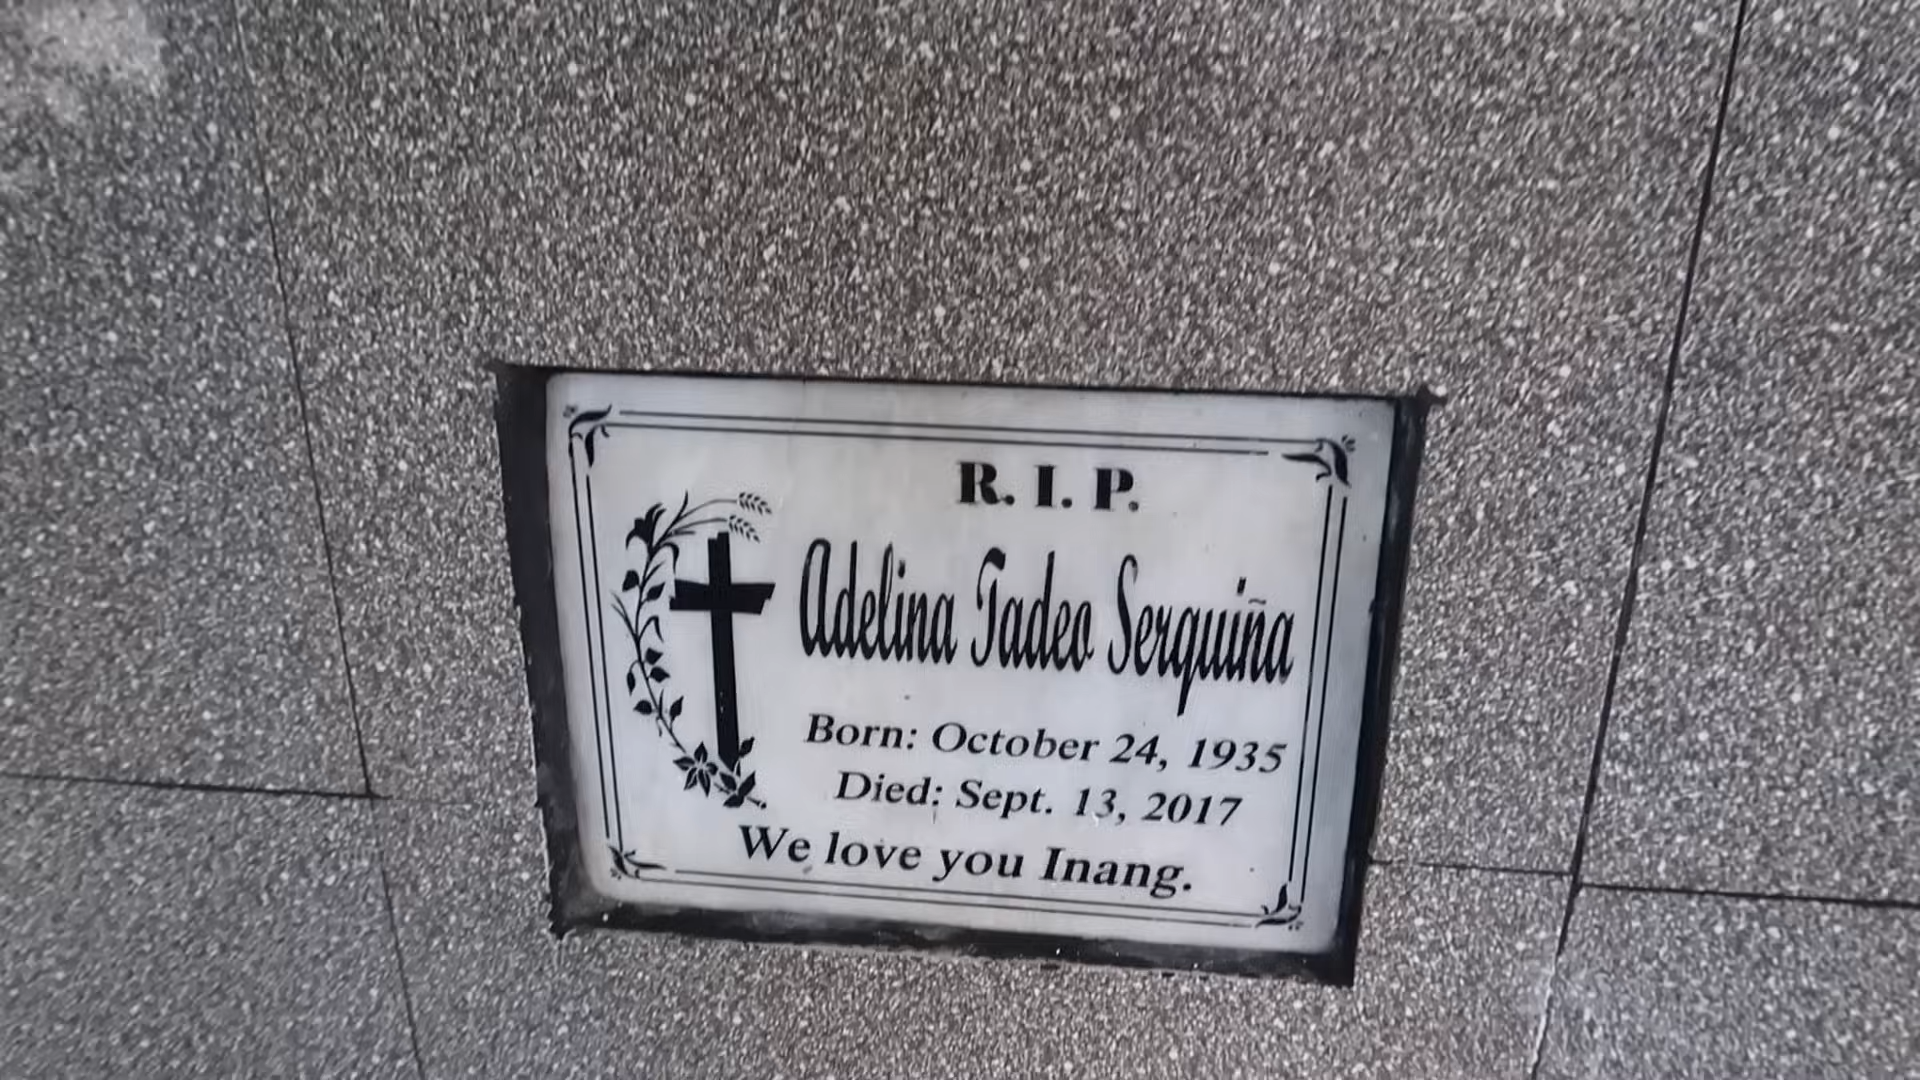 R. I. P.
Adelina Tadeo Serquiña
Born: October 24, 1935
Died: Sept. 13, 2017
We love you Inang.